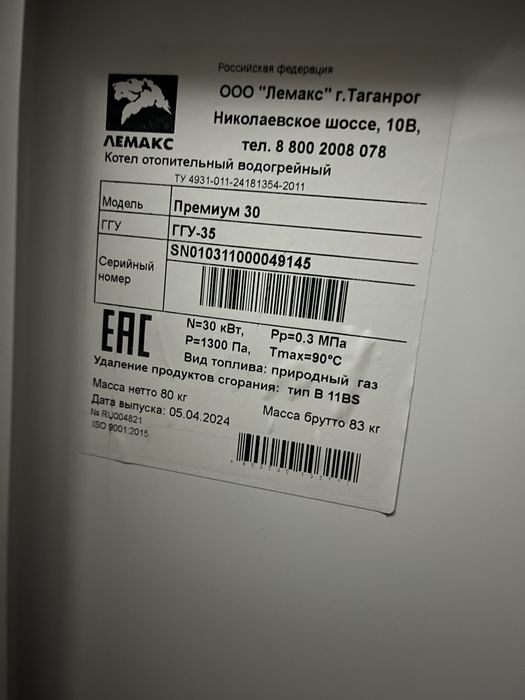 Российская федерация
ООО "Лемакс" г.Таганрог
Николаевское шоссе, 10В,
тел. 8 800 2008 078
ЛЕМАКС
Котел отопительный водогрейный
ТУ 4931-011-24181354-2011
Модель Премиум 30
ГГУ ГГУ-35
Серийный номер SN010311000049145
ЕАС
N=30 кВт, Рр=0.3 МПа
Р=1300 Па, Тmax=90°С
Вид топлива: природный газ
Удаление продуктов сгорания: тип В 11BS
Масса нетто 80 кг Масса брутто 83 кг
Дата выпуска: 05.04.2024
№ RU004821
ISO 9001:2015